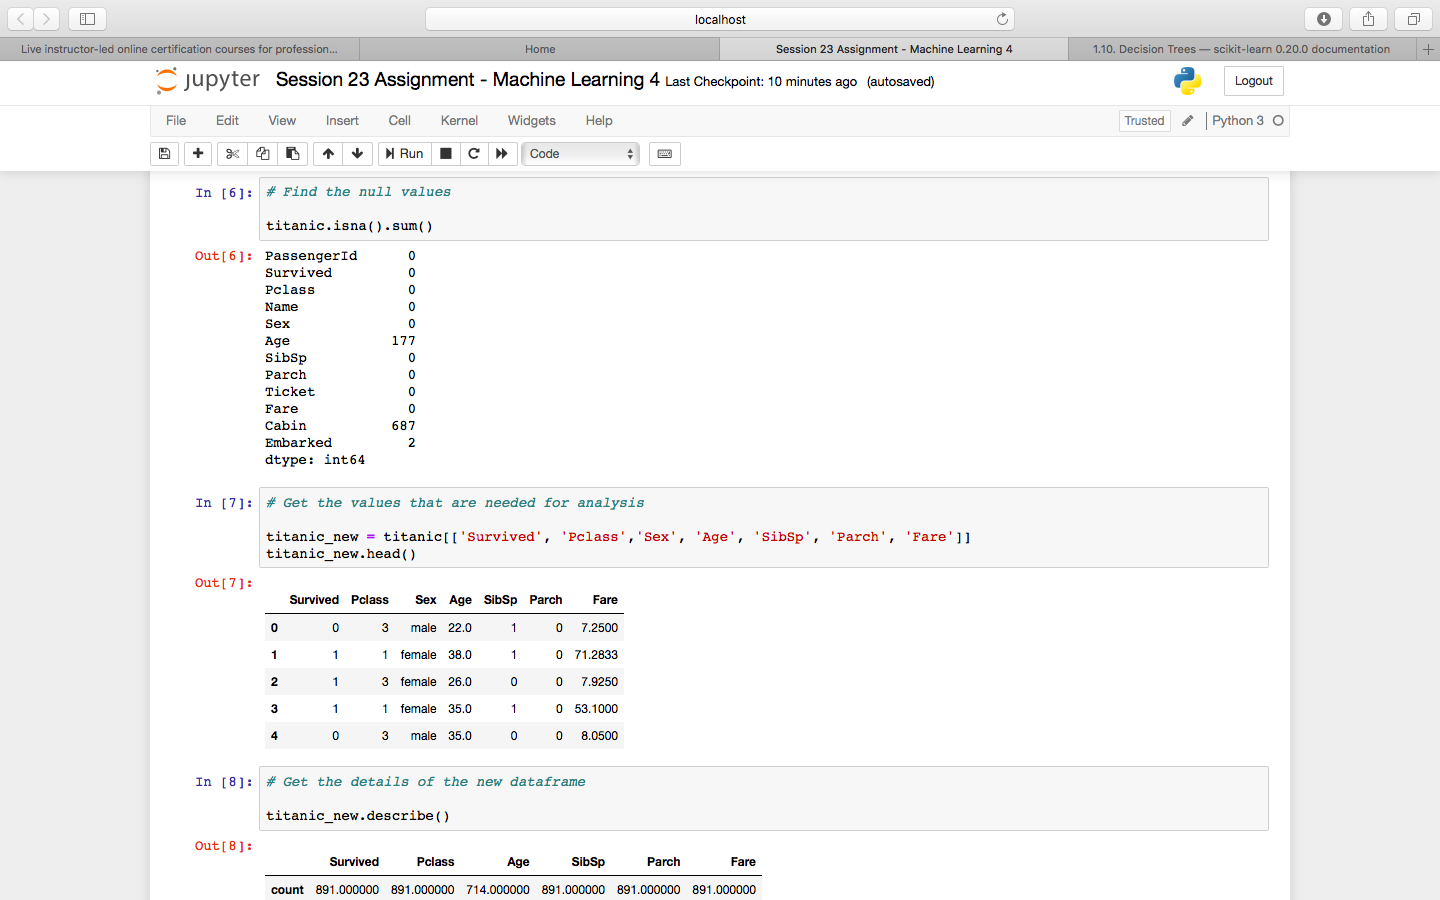 localhost
Live instructor-led online certification courses for profession...
Home
Session 23 Assignment - Machine Learning 4
1.10. Decision Trees — scikit-learn 0.20.0 documentation
jupyter Session 23 Assignment - Machine Learning 4 Last Checkpoint: 10 minutes ago (autosaved)
Logout
File Edit View Insert Cell Kernel Widgets Help
Trusted Python 3
Run Code
In [6]: # Find the null values
titanic.isna().sum()
Out[6]: PassengerId 0
Survived 0
Pclass 0
Name 0
Sex 0
Age 177
SibSp 0
Parch 0
Ticket 0
Fare 0
Cabin 687
Embarked 2
dtype: int64
In [7]: # Get the values that are needed for analysis
titanic_new = titanic[['Survived', 'Pclass','Sex', 'Age', 'SibSp', 'Parch', 'Fare']]
titanic_new.head()
Out[7]:
Survived Pclass Sex Age SibSp Parch Fare
0 0 3 male 22.0 1 0 7.2500
1 1 1 female 38.0 1 0 71.2833
2 1 3 female 26.0 0 0 7.9250
3 1 1 female 35.0 1 0 53.1000
4 0 3 male 35.0 0 0 8.0500
In [8]: # Get the details of the new dataframe
titanic_new.describe()
Out[8]:
Survived Pclass Age SibSp Parch Fare
count 891.000000 891.000000 714.000000 891.000000 891.000000 891.000000